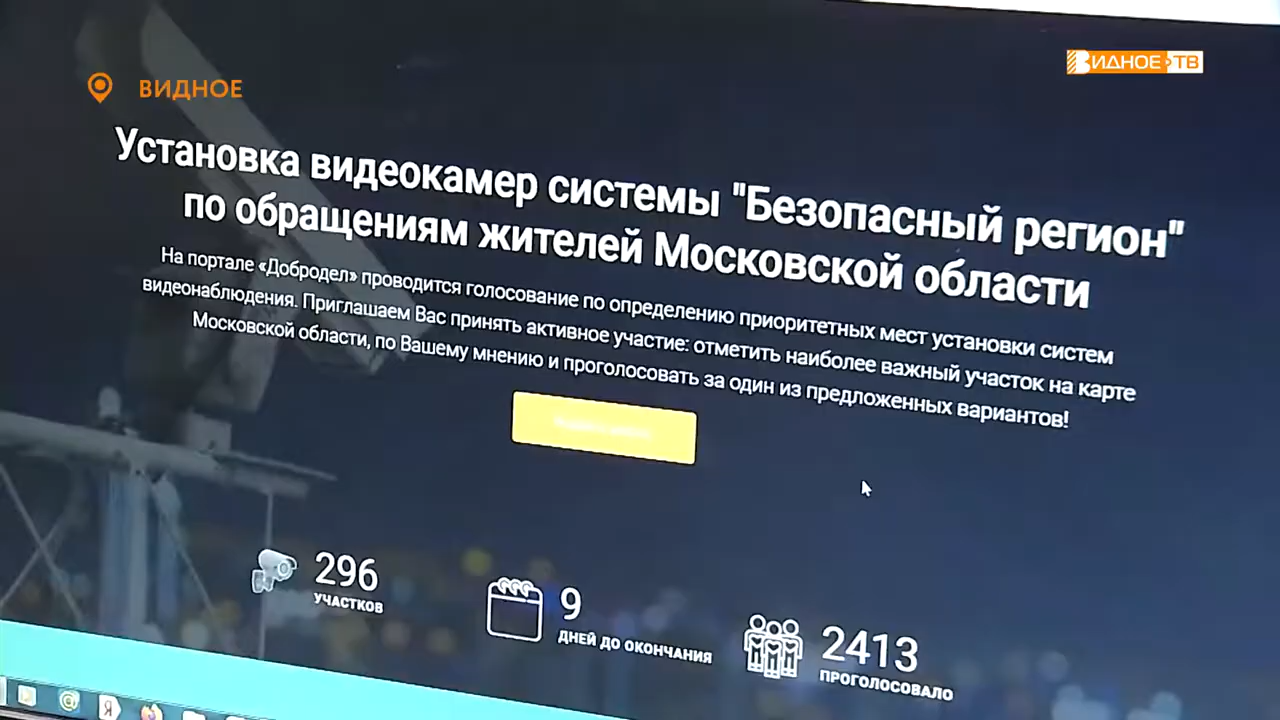 ВИДНОЕ
ВИДНОЕ ТВ
Установка видеокамер системы "Безопасный регион"
по обращениям жителей Московской области
На портале «Добродел» проводится голосование по определению приоритетных мест установки систем
видеонаблюдения. Приглашаем Вас принять активное участие: отметить наиболее важный участок на карте
Московской области, по Вашему мнению и проголосовать за один из предложенных вариантов!
296
УЧАСТКОВ
9
ДНЕЙ ДО ОКОНЧАНИЯ
2413
ПРОГОЛОСОВАЛО